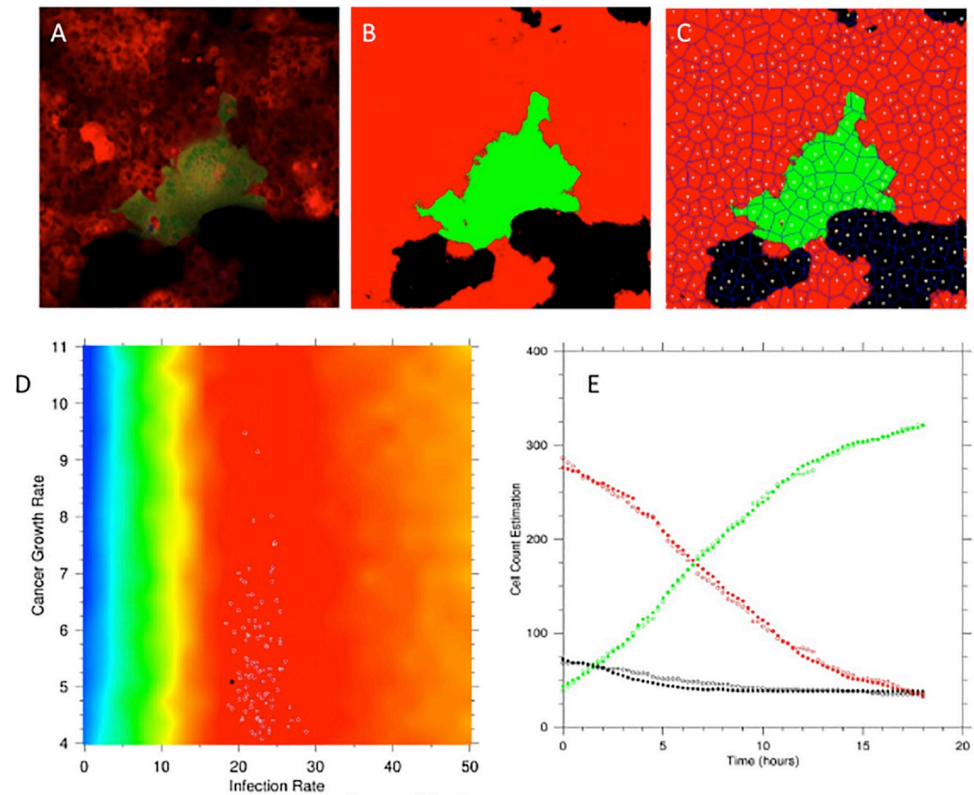 A
B
C
D
11
10
9
8
7
6
5
4
Cancer Growth Rate
0 10 20 30 40 50
Infection Rate
E
400
300
200
100
0
Cell Count Estimation
0 5 10 15 20
Time (hours)